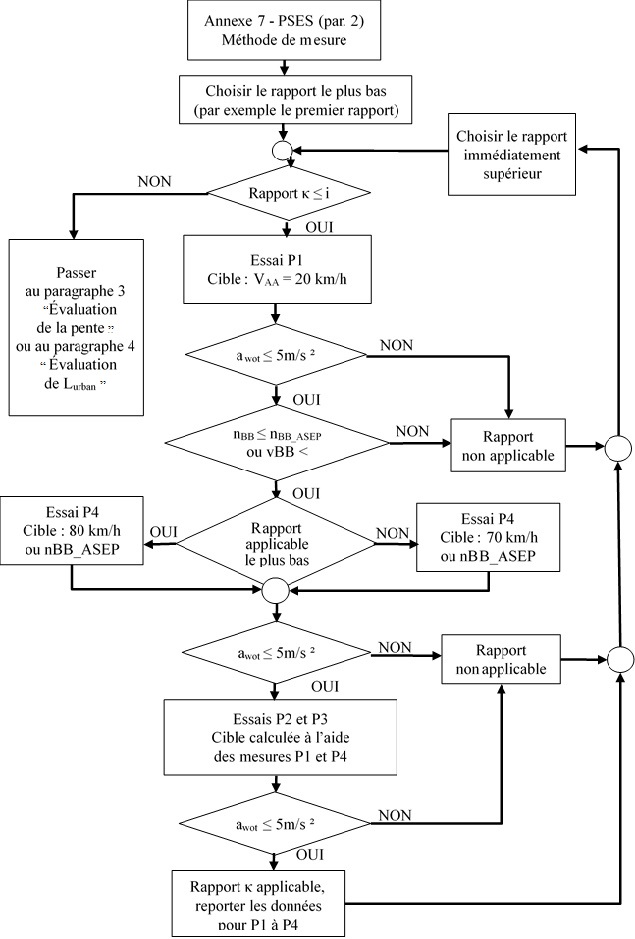 Annexe 7 - PSES (par. 2)
Méthode de mesure
Choisir le rapport le plus bas
(par exemple le premier rapport)
Choisir le rapport
immédiatement
supérieur
NON
Rapport κ ≤ i
OUI
Passer
au paragraphe 3
“Évaluation
de la pente”
ou au paragraphe 4
“Évaluation
de Lurban”
Essai P1
Cible : VAA = 20 km/h
awot ≤ 5m/s ²
NON
OUI
nBB ≤ nBB_ASEP
ou vBB <
NON
Rapport
non applicable
OUI
Essai P4
Cible : 80 km/h
ou nBB_ASEP
OUI
Rapport
applicable
le plus bas
NON
Essai P4
Cible : 70 km/h
ou nBB_ASEP
awot ≤ 5m/s ²
NON
Rapport
non applicable
OUI
Essais P2 et P3
Cible calculée à l’aide
des mesures P1 et P4
awot ≤ 5m/s ²
NON
OUI
Rapport κ applicable,
reporter les données
pour P1 à P4